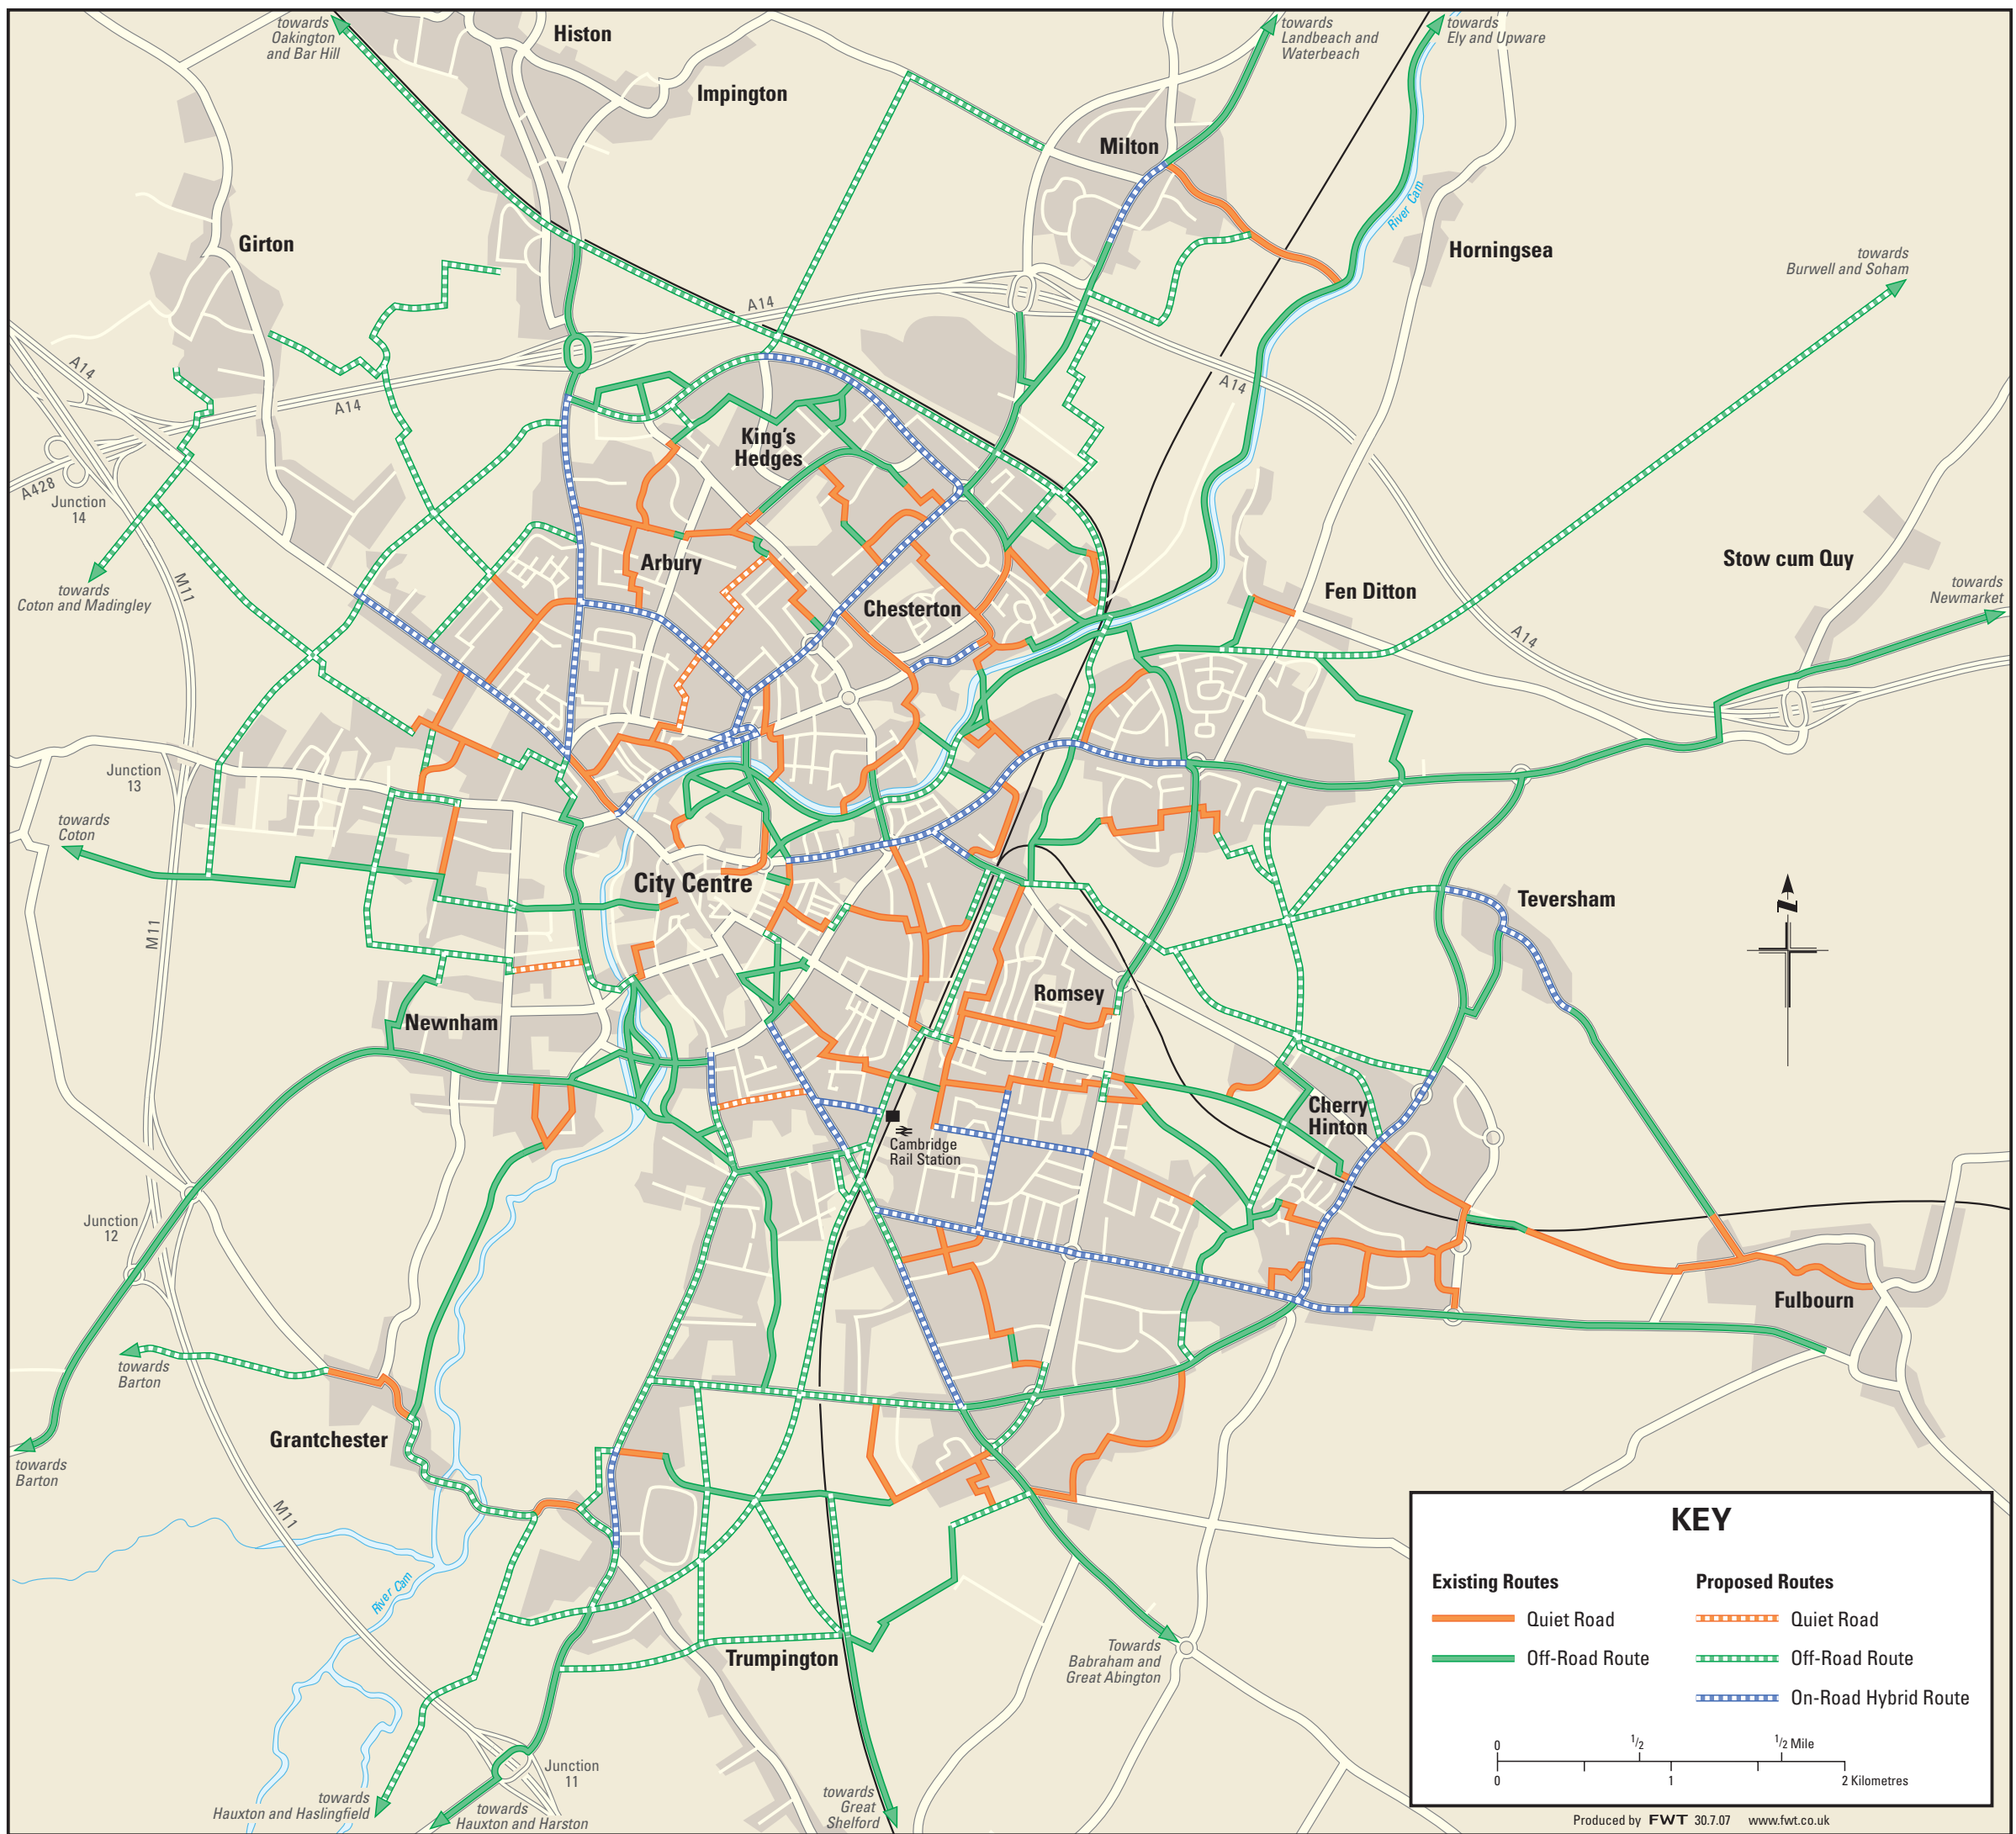 towards
Oakington
and Bar Hill
Histon
Impington
towards
Landbeach and
Waterbeach
towards
Ely and Upware
Milton
River Cam
Girton
Horningsea
towards
Burwell and Soham
A14
A14
A14
A14
A428
Junction
14
King's
Hedges
Arbury
towards
Coton and Madingley
M11
Chesterton
Fen Ditton
Stow cum Quy
towards
Newmarket
A14
Junction
13
towards
Coton
City Centre
Teversham
N
M11
Newnham
Romsey
Cherry
Hinton
Cambridge
Rail Station
Junction
12
Fulbourn
towards
Barton
Grantchester
towards
Barton
M11
River Cam
Trumpington
Towards
Babraham and
Great Abington
Junction
11
towards
Hauxton and Haslingfield
towards
Hauxton and Harston
towards
Great
Shelford
KEY
Existing Routes
Proposed Routes
Quiet Road
Quiet Road
Off-Road Route
Off-Road Route
On-Road Hybrid Route
0 1/2 1/2 Mile
0 1 2 Kilometres
Produced by FWT 30.7.07 www.fwt.co.uk